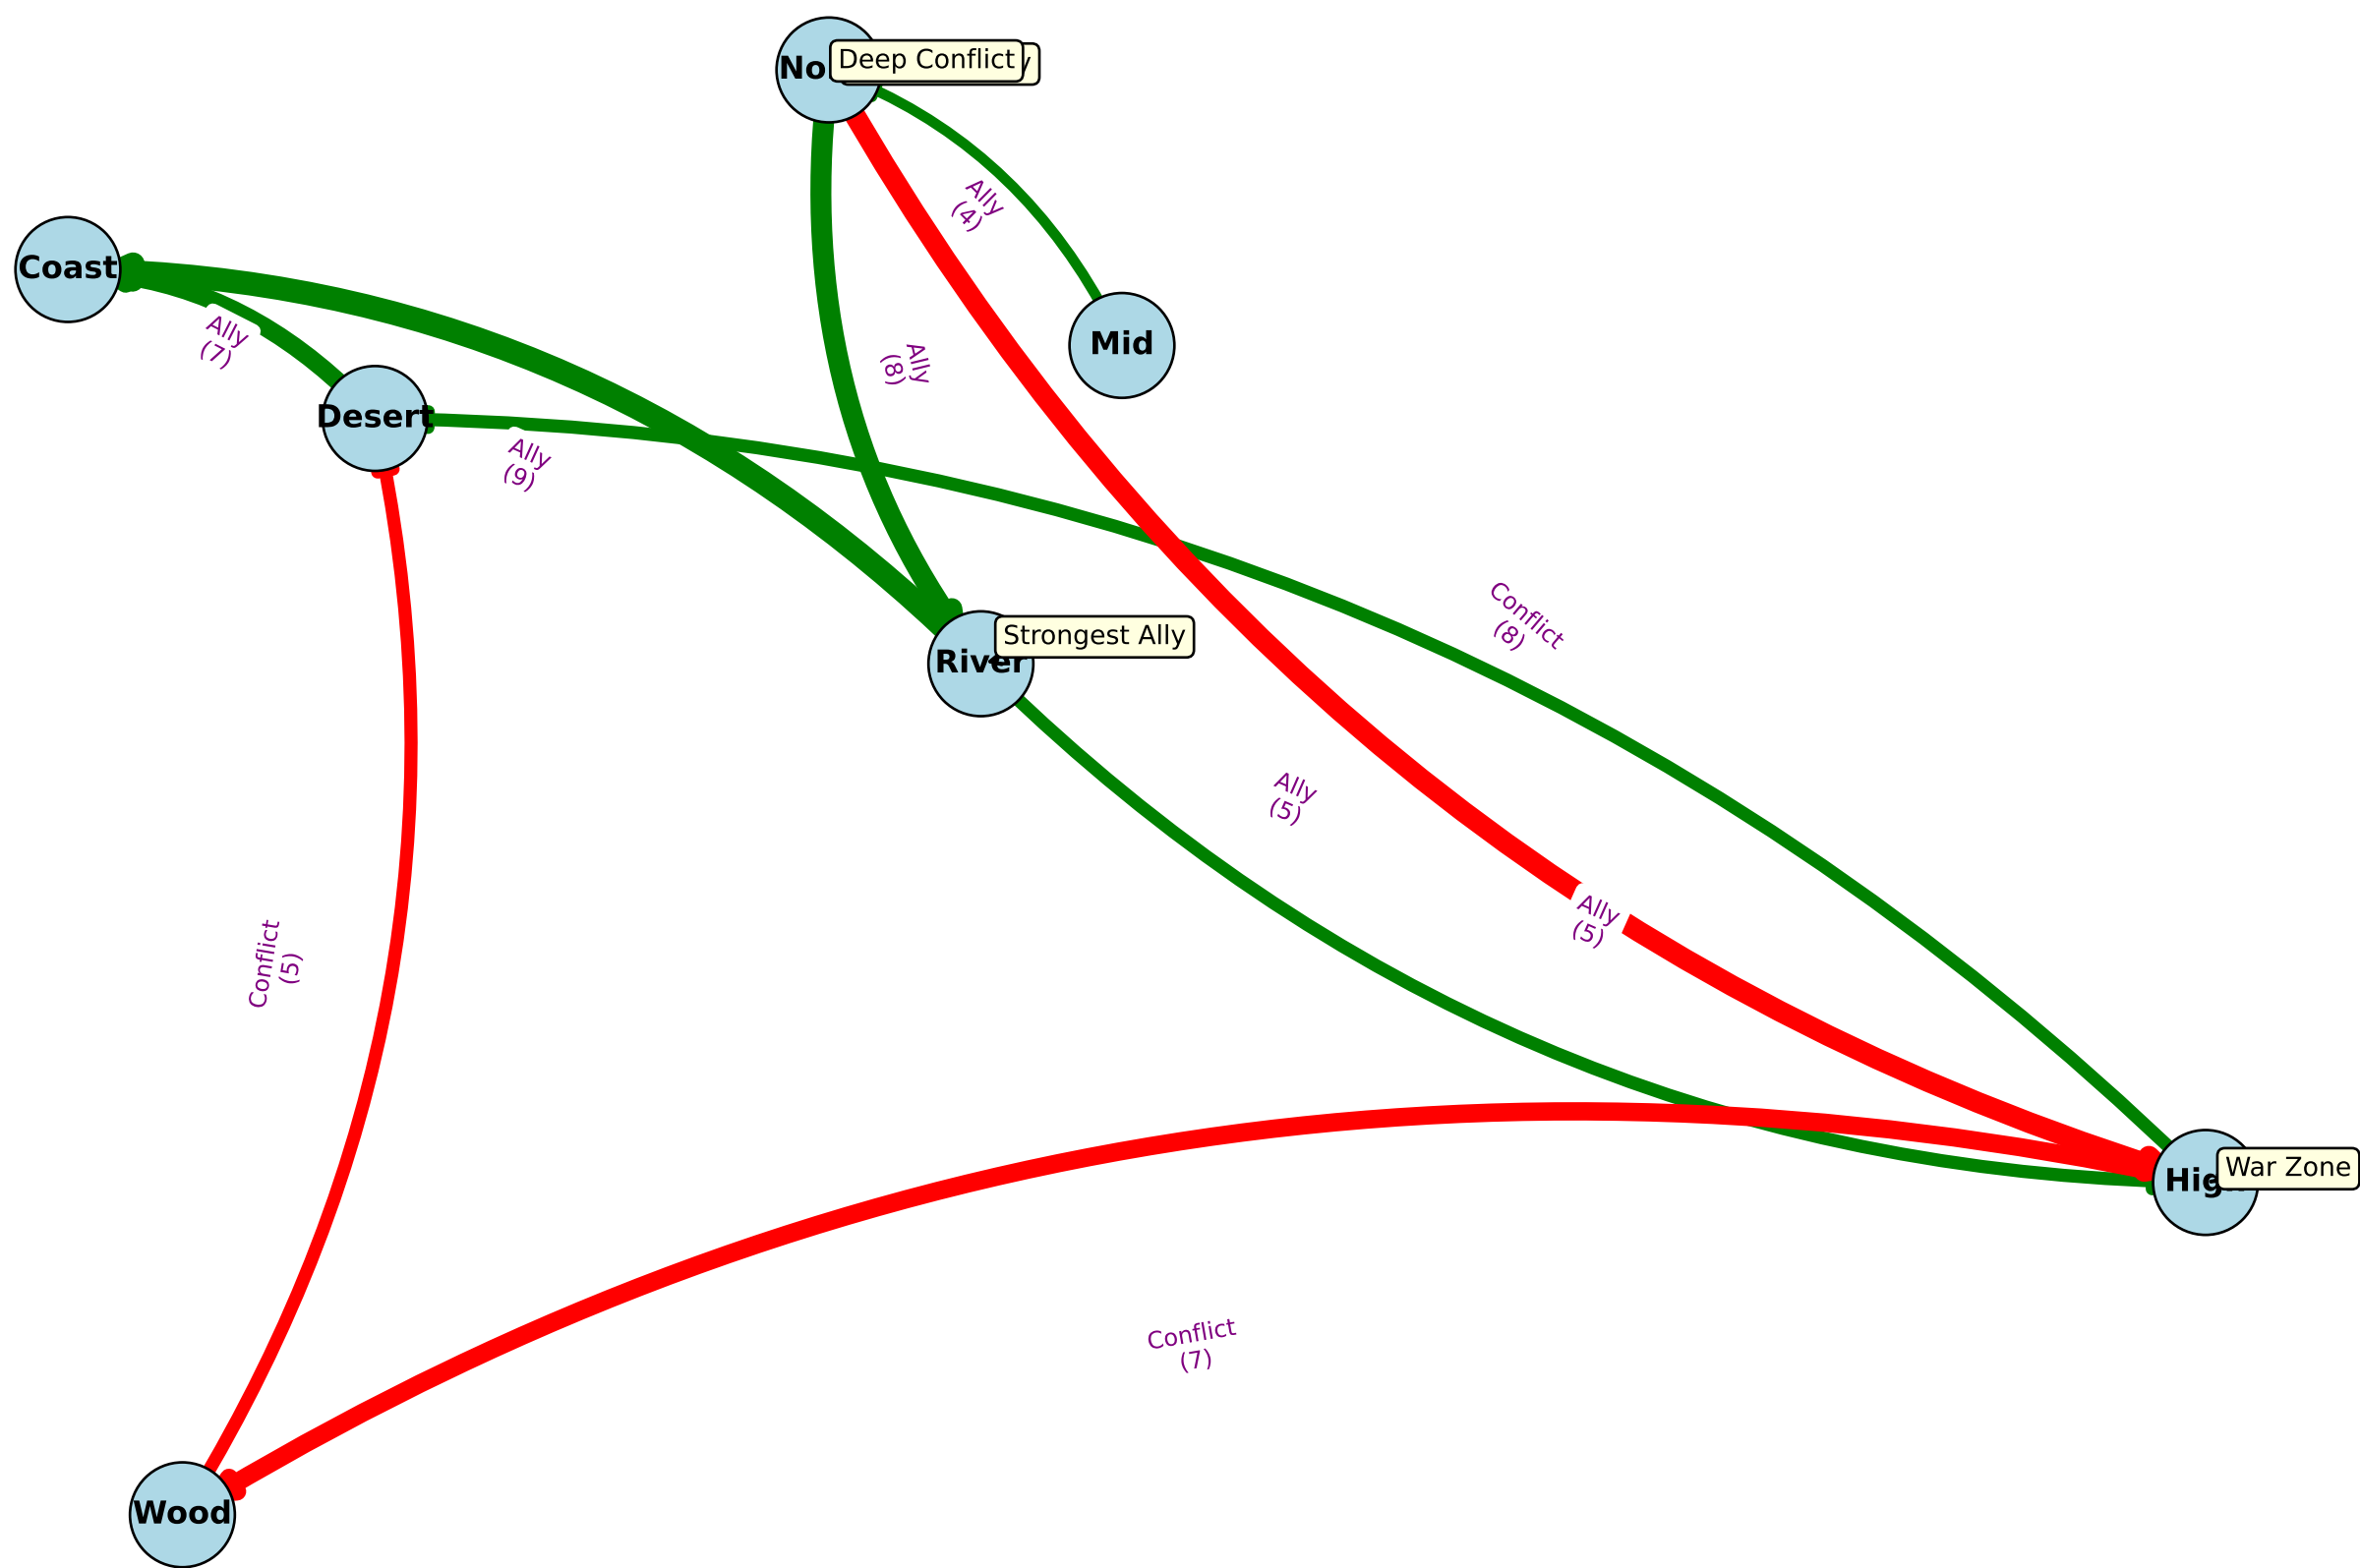 No
Deep Conflict
Ally
(4)
Coast
Ally
(7)
Mid
Ally
(8)
Desert
Ally
(9)
Conflict
(8)
Strongest Ally
River
Ally
(5)
Ally
(5)
Conflict
(5)
War Zone
Hig
Conflict
(7)
Wood